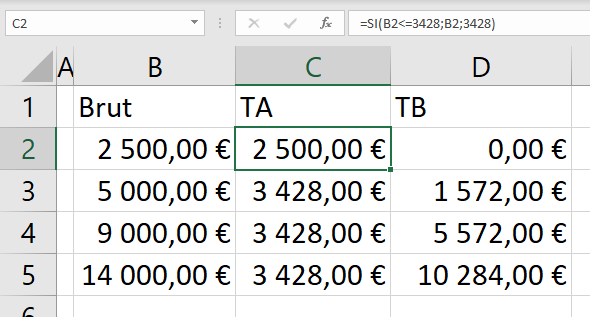 C2 fx =SI(B2<=3428;B2;3428)
A B C D
1 Brut TA TB
2 2 500,00 € 2 500,00 € 0,00 €
3 5 000,00 € 3 428,00 € 1 572,00 €
4 9 000,00 € 3 428,00 € 5 572,00 €
5 14 000,00 € 3 428,00 € 10 284,00 €